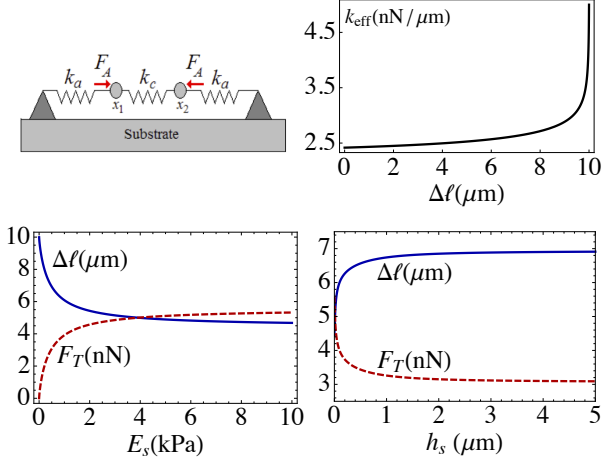 F_A F_A
k_a k_c k_a
x_1 x_2
Substrate
k_eff(nN/μm)
4.5
3.5
2.5
0 2 4 6 8 10
Δℓ(μm)
10
8
6
4
2
0
Δℓ(μm)
F_T(nN)
0 2 4 6 8 10
E_s(kPa)
7
6
5
4
3
Δℓ(μm)
F_T(nN)
0 1 2 3 4 5
h_s (μm)